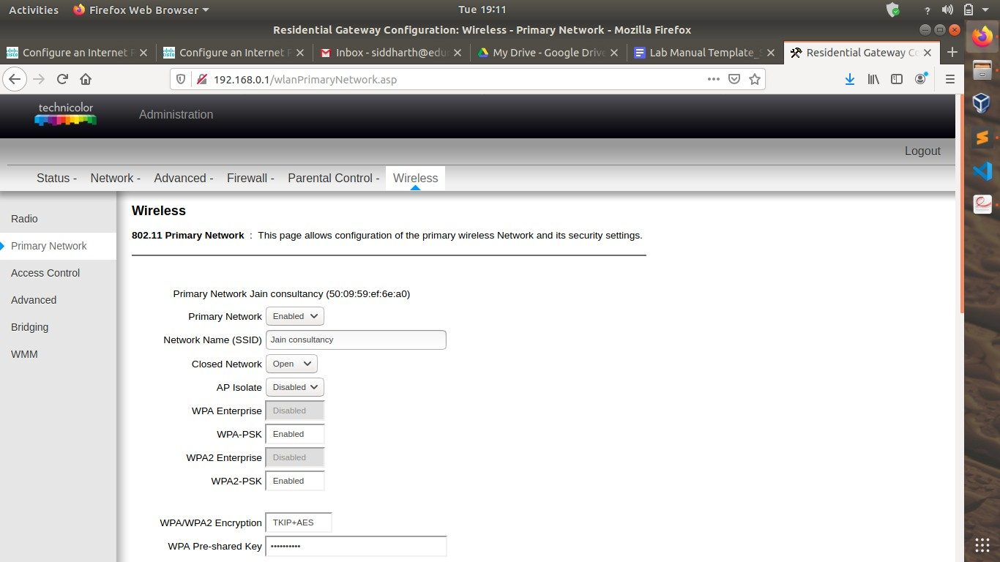 Activities Firefox Web Browser Tue 19:11
Residential Gateway Configuration: Wireless - Primary Network - Mozilla Firefox
Configure an Internet Configure an Internet Inbox - siddharth@edu My Drive - Google Drive Lab Manual Template_ Residential Gateway
192.168.0.1/wlanPrimaryNetwork.asp
technicolor Administration
Logout
Status - Network - Advanced - Firewall - Parental Control - Wireless
Radio
Primary Network
Access Control
Advanced
Bridging
WMM
Wireless
802.11 Primary Network : This page allows configuration of the primary wireless Network and its security settings.
Primary Network Jain consultancy (50:09:59:ef:6e:a0)
Primary Network Enabled
Network Name (SSID) Jain consultancy
Closed Network Open
AP Isolate Disabled
WPA Enterprise Disabled
WPA-PSK Enabled
WPA2 Enterprise Disabled
WPA2-PSK Enabled
WPA/WPA2 Encryption TKIP+AES
WPA Pre-shared Key ••••••••••